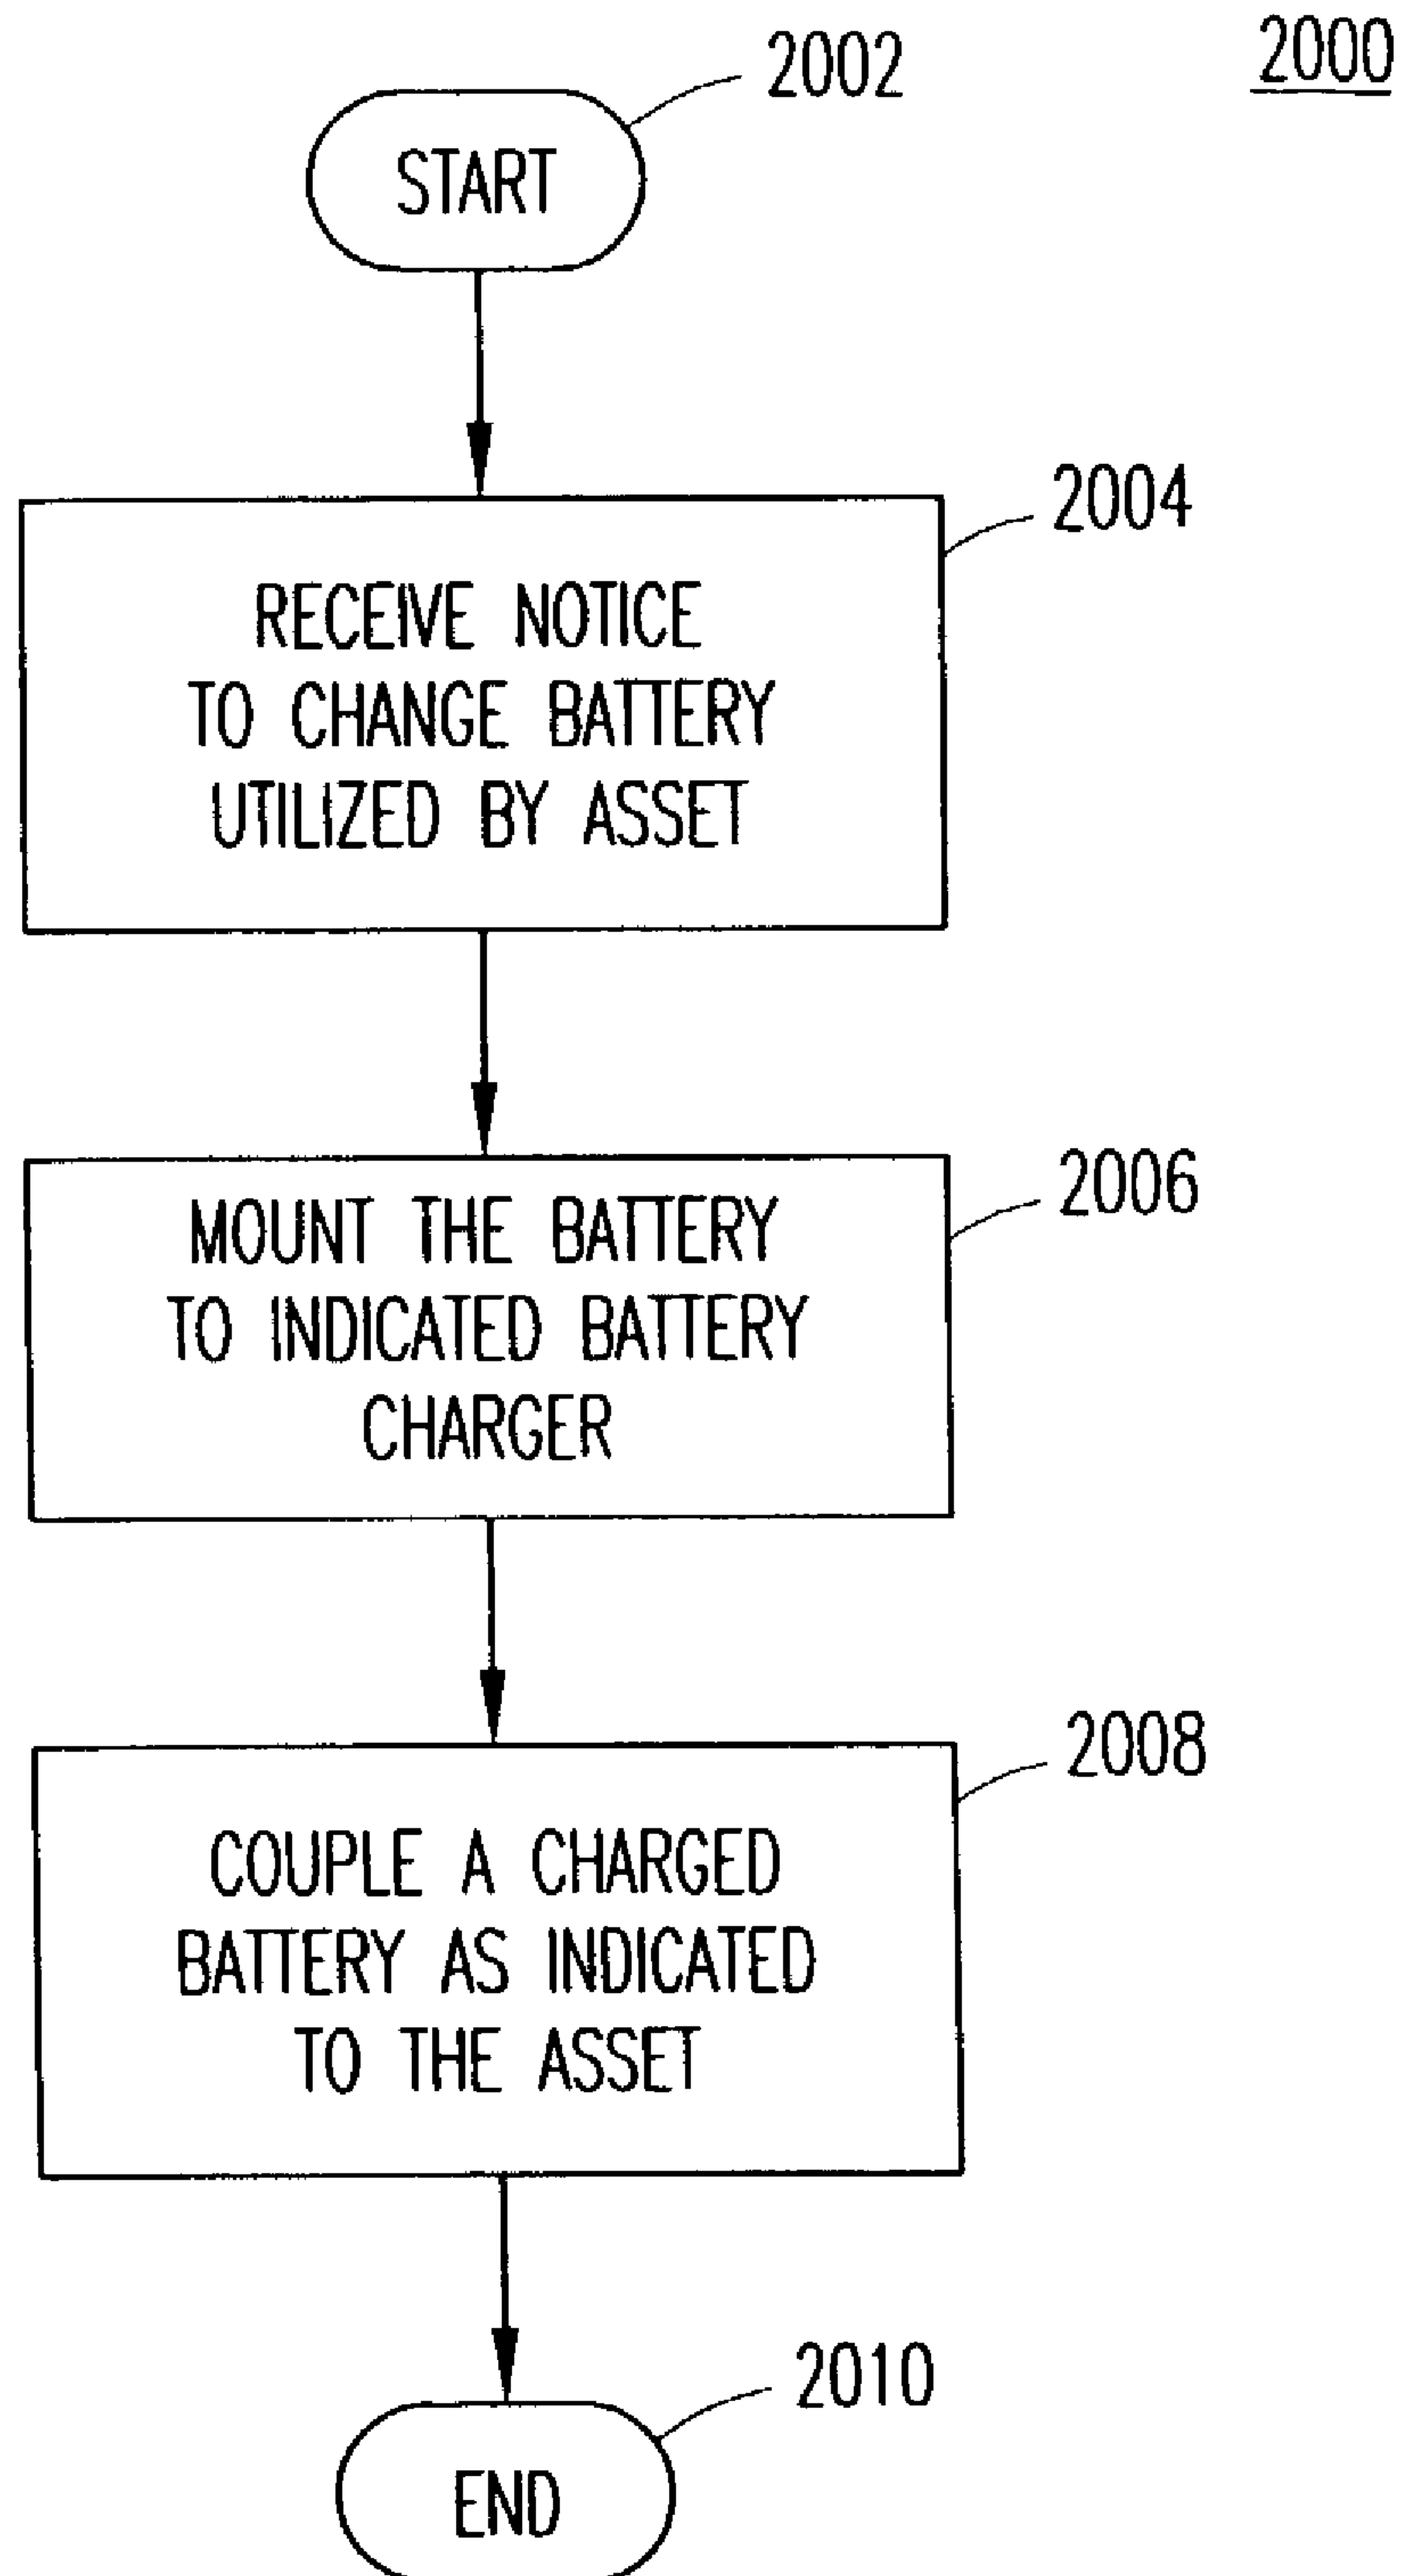 2000
2002
START
2004
RECEIVE NOTICE
TO CHANGE BATTERY
UTILIZED BY ASSET
2006
MOUNT THE BATTERY
TO INDICATED BATTERY
CHARGER
2008
COUPLE A CHARGED
BATTERY AS INDICATED
TO THE ASSET
2010
END